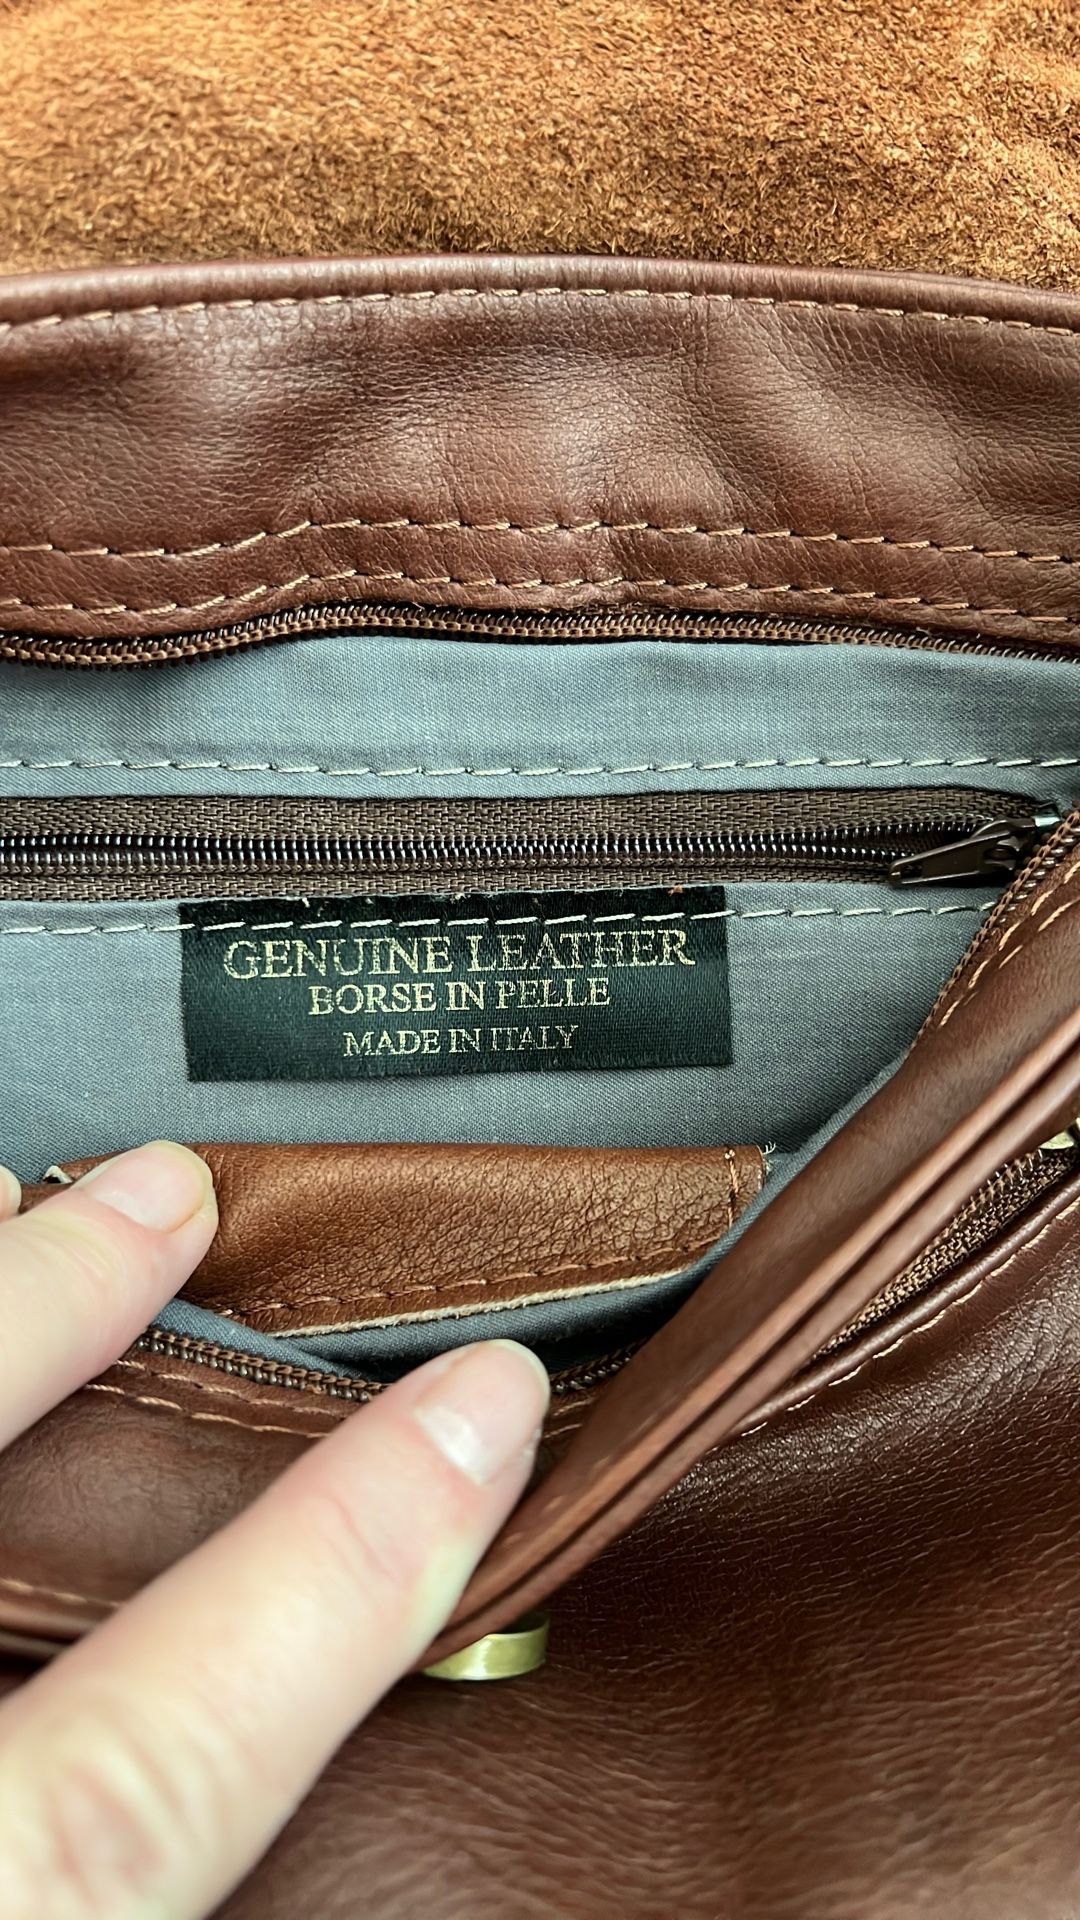 GENUINE LEATHER
BORSE IN PELLE
MADE IN ITALY